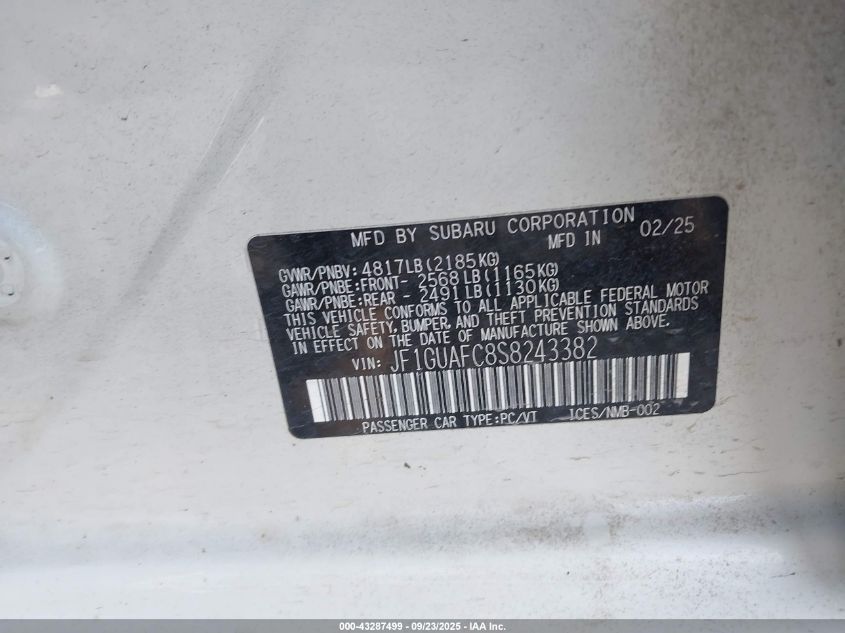 MFD BY SUBARU CORPORATION
MFD IN 02/25
GVWR/PNBV: 4817LB(2185KG)
GAWR/PNBE:FRONT- 2568LB(1165KG)
GAWR/PNBE:REAR - 2491LB(1130KG)
THIS VEHICLE CONFORMS TO ALL APPLICABLE FEDERAL MOTOR
VEHICLE SAFETY, BUMPER, AND THEFT PREVENTION STANDARDS
IN EFFECT ON THE DATE OF MANUFACTURE SHOWN ABOVE.
VIN: JF1GUAFC8S8243382
PASSENGER CAR TYPE:PC/VT ICES/NMB-002
000-43287499 - 09/23/2025 - IAA Inc.